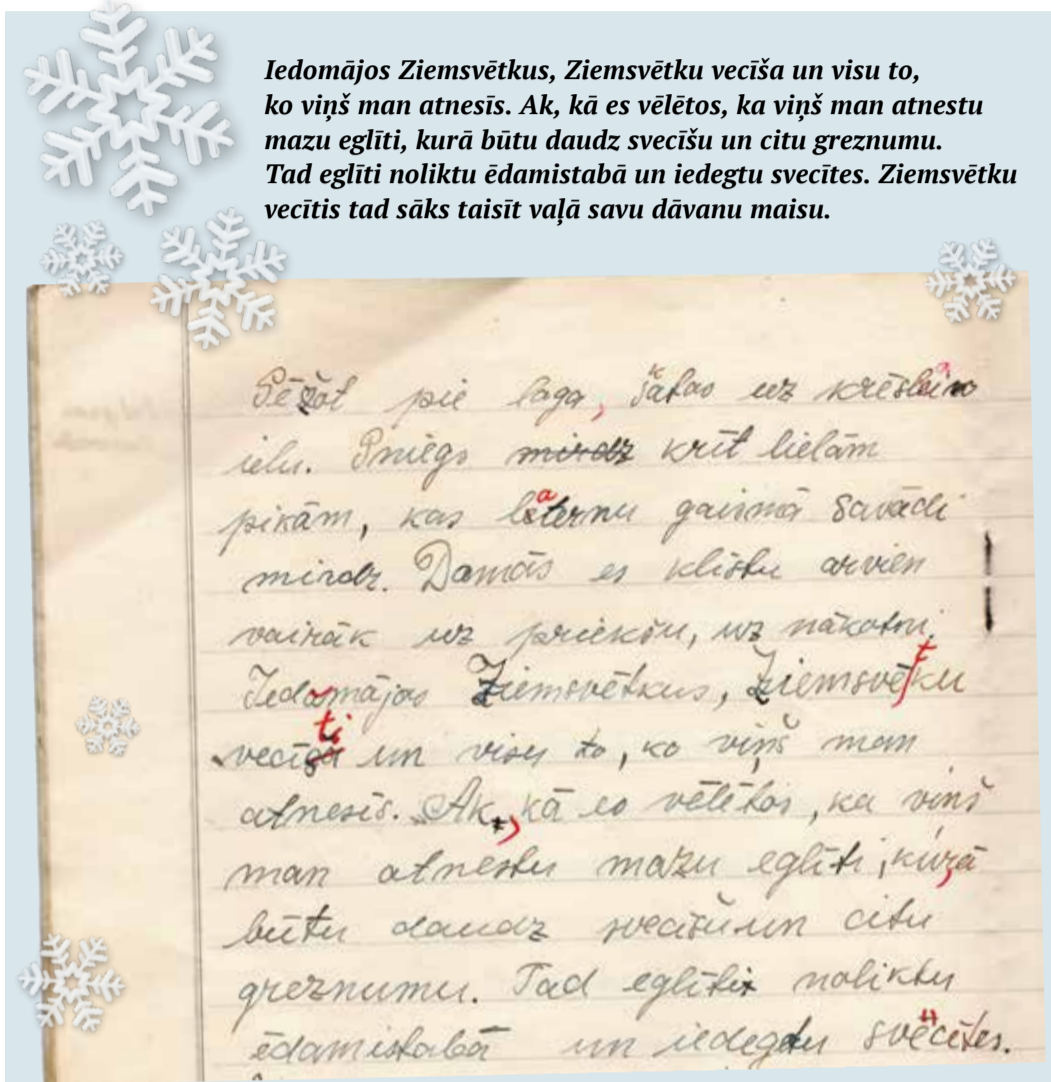 Iedomājos Ziemsvētkus, Ziemsvētku vecīša un visu to,
ko viņš man atnesīs. Ak, kā es vēlētos, ka viņš man atnestu
mazu eglīti, kurā būtu daudz svecīšu un citu greznumu.
Tad eglīti noliktu ēdamistabā un iedegtu svecītes. Ziemsvētku
vecītis tad sāks taisīt vaļā savu dāvanu maisu.
Sēžot pie loga, skatos uz krēslaino
ielu. Sniegs mirdz krīt lielām
pikām, kas laternu gaismā savādi
mirdz. Domās es klīstu arvien
vairāk uz priekšu, uz nākotni.
Iedomājos Ziemsvētkus, Ziemsvētku
un visu to, ko viņš man
atnesīs. Ak, kā es vēlētos, ka viņš
man atnestu mazu eglīti, kurā
būtu daudz svecīšu un citu
greznumu. Tad eglīti noliktu
ēdamistabā un iedegtu svecītes.